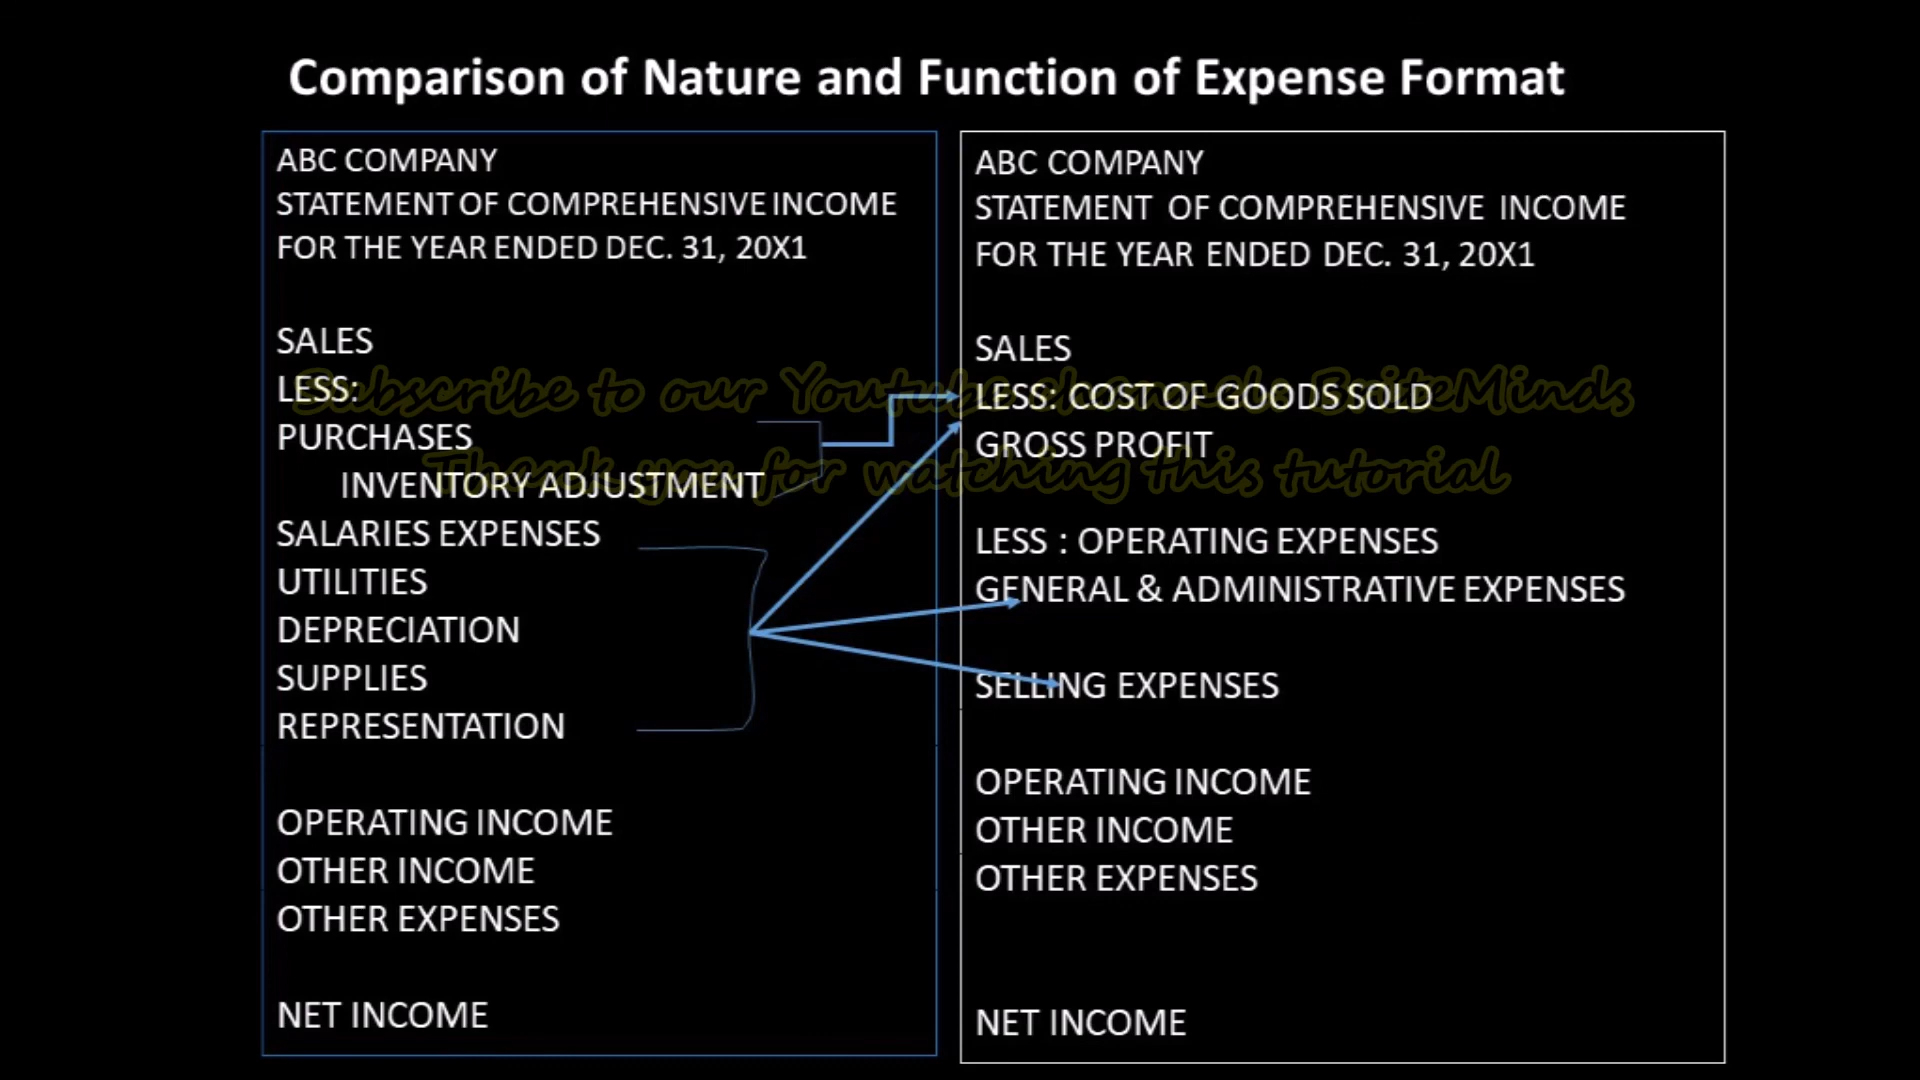 Comparison of Nature and Function of Expense Format
ABC COMPANY
STATEMENT OF COMPREHENSIVE INCOME
FOR THE YEAR ENDED DEC. 31, 20X1
SALES
LESS:
PURCHASES
INVENTORY ADJUSTMENT
SALARIES EXPENSES
UTILITIES
DEPRECIATION
SUPPLIES
REPRESENTATION
OPERATING INCOME
OTHER INCOME
OTHER EXPENSES
NET INCOME
ABC COMPANY
STATEMENT OF COMPREHENSIVE INCOME
FOR THE YEAR ENDED DEC. 31, 20X1
SALES
LESS: COST OF GOODS SOLD
GROSS PROFIT
LESS : OPERATING EXPENSES
GENERAL & ADMINISTRATIVE EXPENSES
SELLING EXPENSES
OPERATING INCOME
OTHER INCOME
OTHER EXPENSES
NET INCOME
Subscribe to our Youtube
Thank you for watching this tutorial